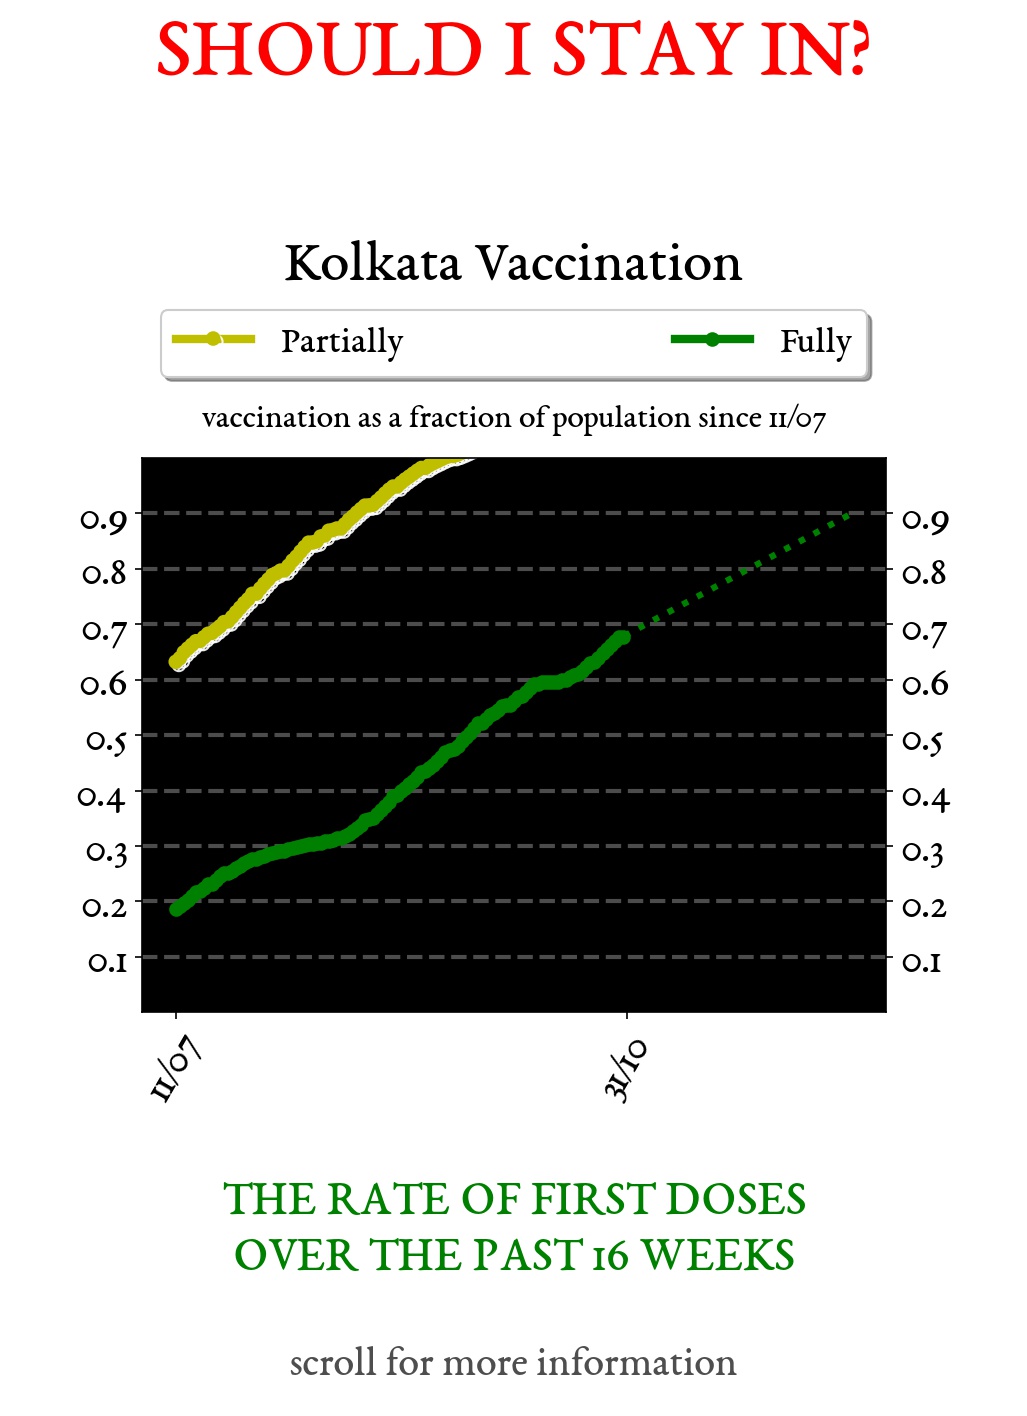 SHOULD I STAY IN?
Kolkata Vaccination
Partially Fully
vaccination as a fraction of population since 11/07
0.9 0.9
0.8 0.8
0.7 0.7
0.6 0.6
0.5 0.5
0.4 0.4
0.3 0.3
0.2 0.2
0.1 0.1
11/07 31/10
THE RATE OF FIRST DOSES
OVER THE PAST 16 WEEKS
scroll for more information